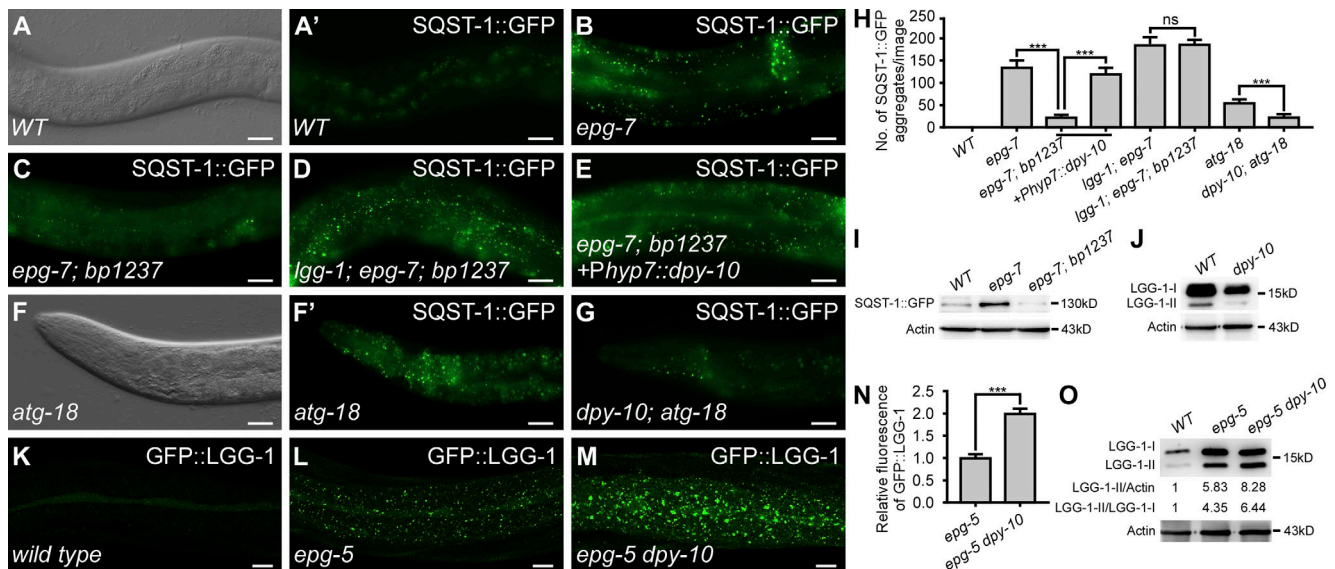 A
WT
A'
SQST-1::GFP
WT
B
SQST-1::GFP
epg-7
C
SQST-1::GFP
epg-7; bp1237
D
SQST-1::GFP
lgg-1; epg-7; bp1237
E
SQST-1::GFP
epg-7; bp1237
+Phyp7::dpy-10
F
atg-18
F'
SQST-1::GFP
atg-18
G
SQST-1::GFP
dpy-10; atg-18
K
GFP::LGG-1
wild type
L
GFP::LGG-1
epg-5
M
GFP::LGG-1
epg-5 dpy-10
H
No. of SQST-1::GFP
aggregates/image
250
200
150
100
50
0
***
***
ns
***
WT
epg-7
epg-7; bp1237
+Phyp7::dpy-10
lgg-1; epg-7
lgg-1; epg-7; bp1237
atg-18
dpy-10; atg-18
I
WT
epg-7
epg-7; bp1237
SQST-1::GFP
130kD
Actin
43kD
J
WT
dpy-10
LGG-1-I
LGG-1-II
15kD
Actin
43kD
N
Relative fluorescence
of GFP::LGG-1
2.5
2.0
1.5
1.0
0.5
0.0
***
epg-5
epg-5 dpy-10
O
WT
epg-5
epg-5 dpy-10
LGG-1-I
LGG-1-II
15kD
LGG-1-II/Actin 1 5.83 8.28
LGG-1-II/LGG-1-I 1 4.35 6.44
Actin
43kD